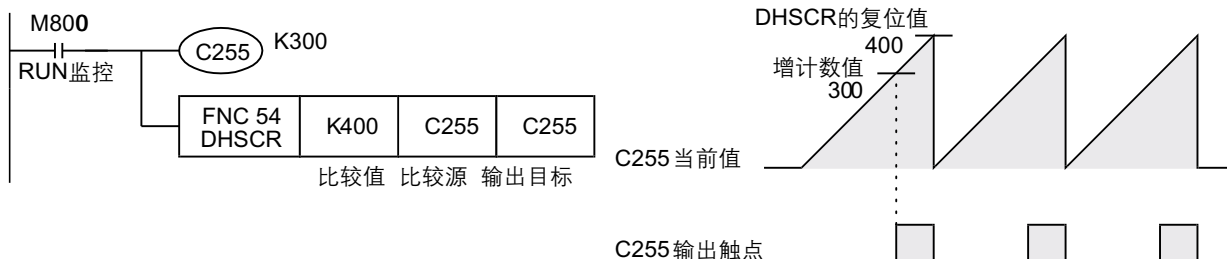 M800
RUN监控
C255
K300
FNC 54
DHSCR
K400
C255
C255
比较值 比较源 输出目标
DHSCR的复位值
400
增计数值
300
C255当前值
C255输出触点